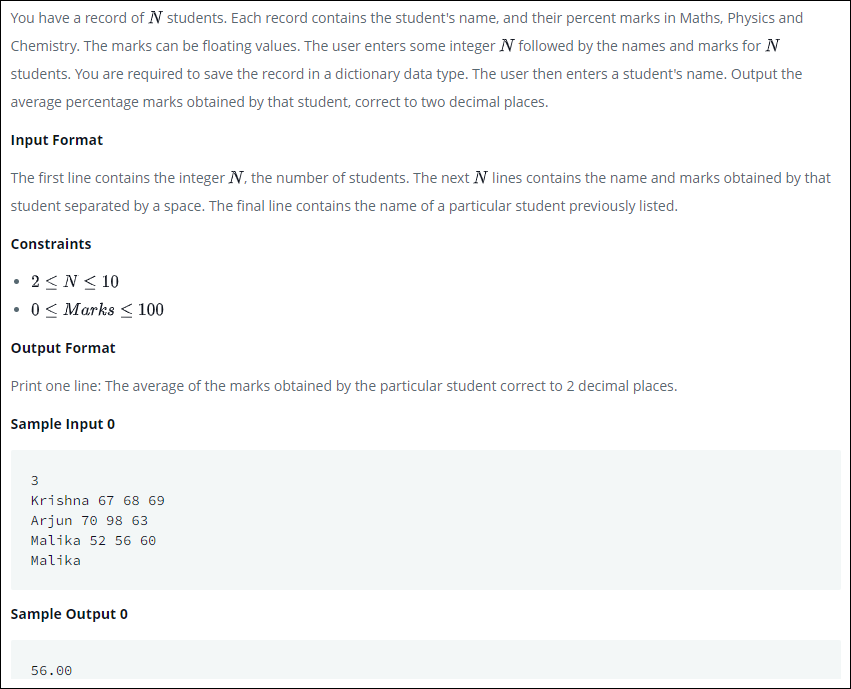 You have a record of N students. Each record contains the student's name, and their percent marks in Maths, Physics and
Chemistry. The marks can be floating values. The user enters some integer N followed by the names and marks for N
students. You are required to save the record in a dictionary data type. The user then enters a student's name. Output the
average percentage marks obtained by that student, correct to two decimal places.
Input Format
The first line contains the integer N, the number of students. The next N lines contains the name and marks obtained by that
student separated by a space. The final line contains the name of a particular student previously listed.
Constraints
• 2 ≤ N ≤ 10
• 0 ≤ Marks ≤ 100
Output Format
Print one line: The average of the marks obtained by the particular student correct to 2 decimal places.
Sample Input 0
3
Krishna 67 68 69
Arjun 70 98 63
Malika 52 56 60
Malika
Sample Output 0
56.00